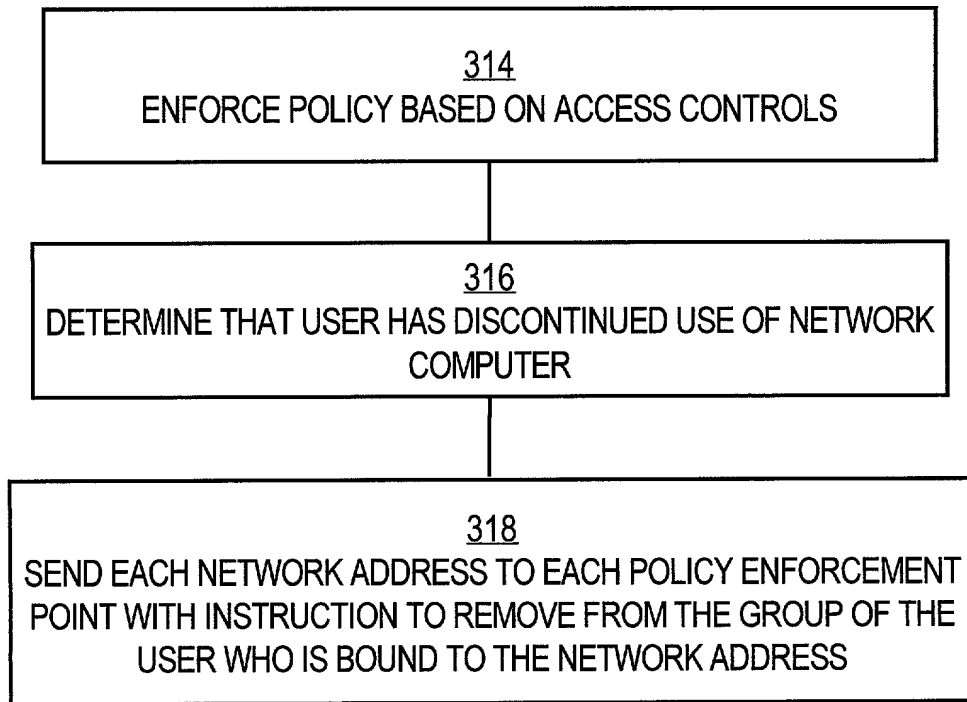 314
ENFORCE POLICY BASED ON ACCESS CONTROLS
316
DETERMINE THAT USER HAS DISCONTINUED USE OF NETWORK
COMPUTER
318
SEND EACH NETWORK ADDRESS TO EACH POLICY ENFORCEMENT
POINT WITH INSTRUCTION TO REMOVE FROM THE GROUP OF THE
USER WHO IS BOUND TO THE NETWORK ADDRESS